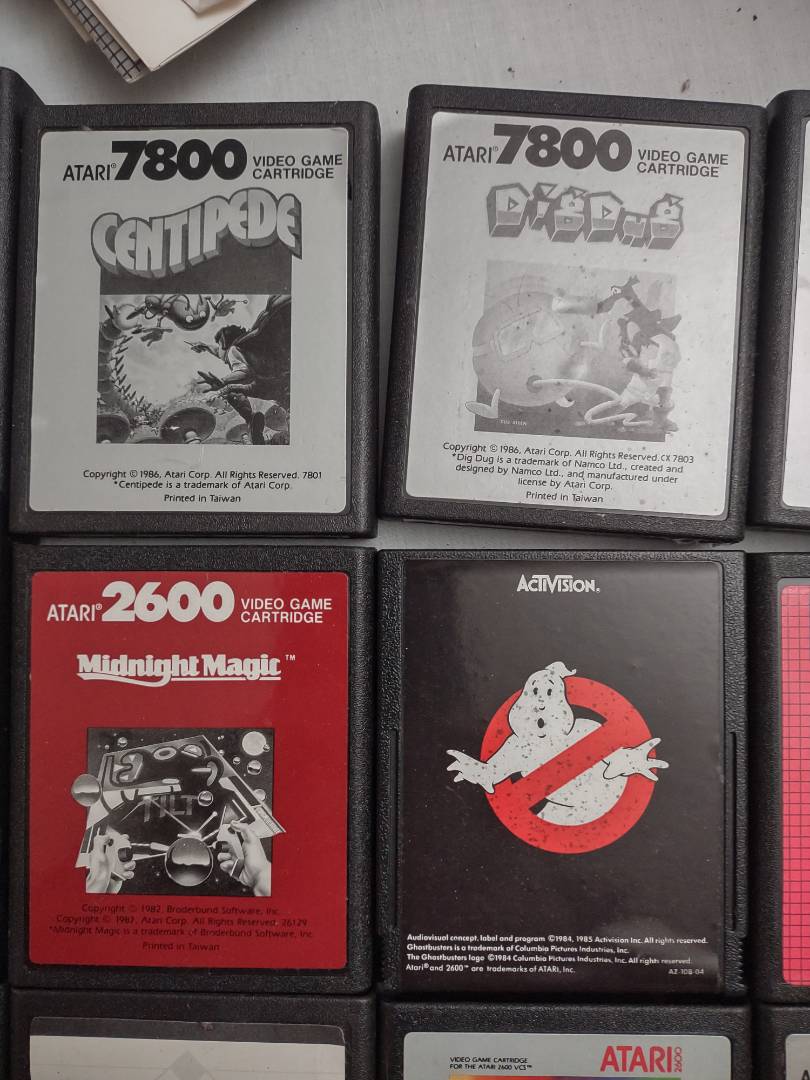 ATARI® 7800 VIDEO GAME CARTRIDGE
CENTIPEDE
Copyright © 1986, Atari Corp. All Rights Reserved. 7801
*Centipede is a trademark of Atari Corp.
Printed in Taiwan
ATARI® 7800 VIDEO GAME CARTRIDGE
DIG DUG
Copyright © 1986, Atari Corp. All Rights Reserved. CX 7803
*Dig Dug is a trademark of Namco Ltd., created and
designed by Namco Ltd., and manufactured under
license by Atari Corp.
Printed in Taiwan
ATARI® 2600 VIDEO GAME CARTRIDGE
Midnight Magic™
TILT
Copyright © 1982, Broderbund Software, Inc.
Copyright © 1987, Atari Corp. All Rights Reserved. 26129
*Midnight Magic is a trademark of Broderbund Software, Inc.
Printed in Taiwan
ACTIVISION®
Audiovisual concept, label and program ©1984, 1985 Activision Inc. All rights reserved.
Ghostbusters is a trademark of Columbia Pictures Industries, Inc.
The Ghostbusters logo ©1984 Columbia Pictures Industries, Inc. All rights reserved.
Atari® and 2600™ are trademarks of ATARI, Inc.
AZ-108-04
VIDEO GAME CARTRIDGE
FOR THE ATARI 2600 VCS™
ATARI 2600